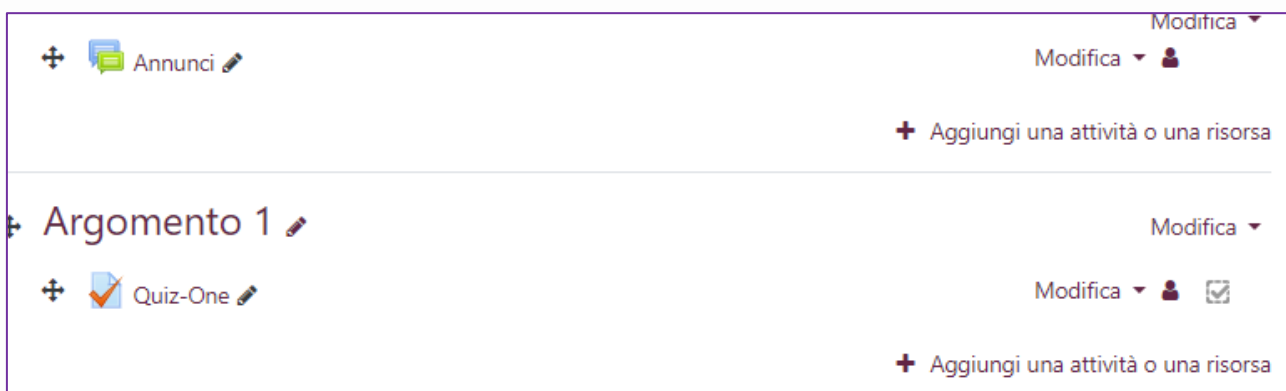 Modifica
Annunci
Modifica
Aggiungi una attività o una risorsa
Argomento 1
Modifica
Quiz-One
Modifica
Aggiungi una attività o una risorsa